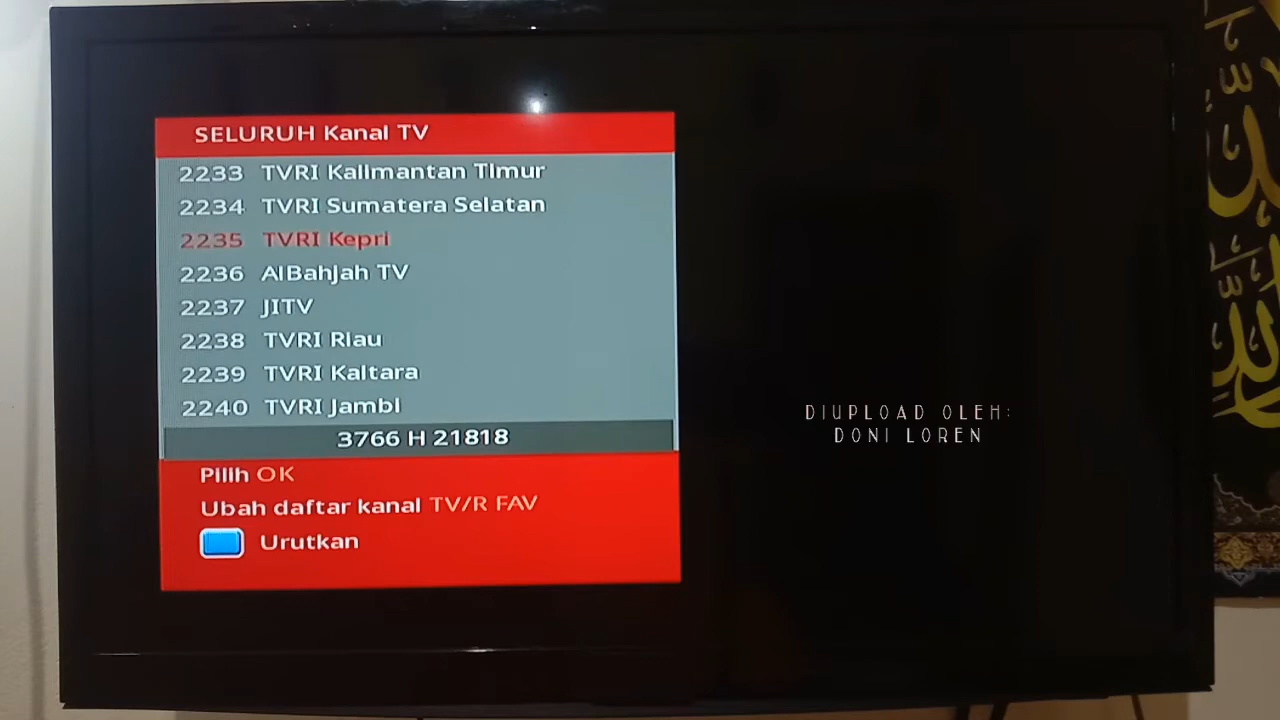 SELURUH Kanal TV
2233 TVRI Kalimantan Timur
2234 TVRI Sumatera Selatan
2235 TVRI Kepri
2236 AlBahjah TV
2237 JITV
2238 TVRI Riau
2239 TVRI Kaltara
2240 TVRI Jambi
3766 H 21818
Pilih OK
Ubah daftar kanal TV/R FAV
Urutkan
DIUPLOAD OLEH:
DONI LOREN